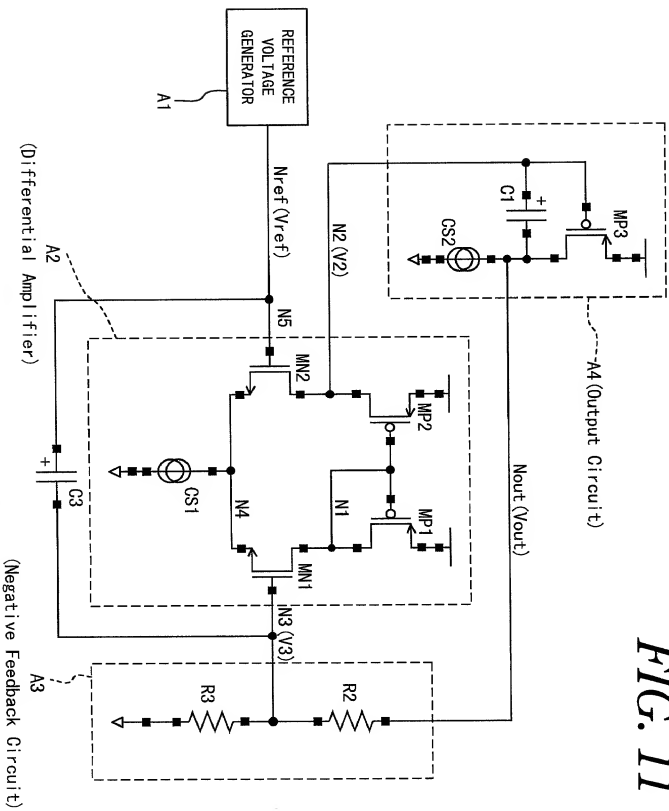 FIG. 11
REFERENCE
VOLTAGE
GENERATOR
A1
Nref(Vref)
N2(V2)
C1
+
MP3
CS2
A4(Output Circuit)
Nout(Vout)
(Differential Amplifier)
A2
N5
MN2
MP2
CS1
N4
N1
MP1
MN1
N3(V3)
+
C3
(Negative Feedback Circuit)
A3
R3
R2